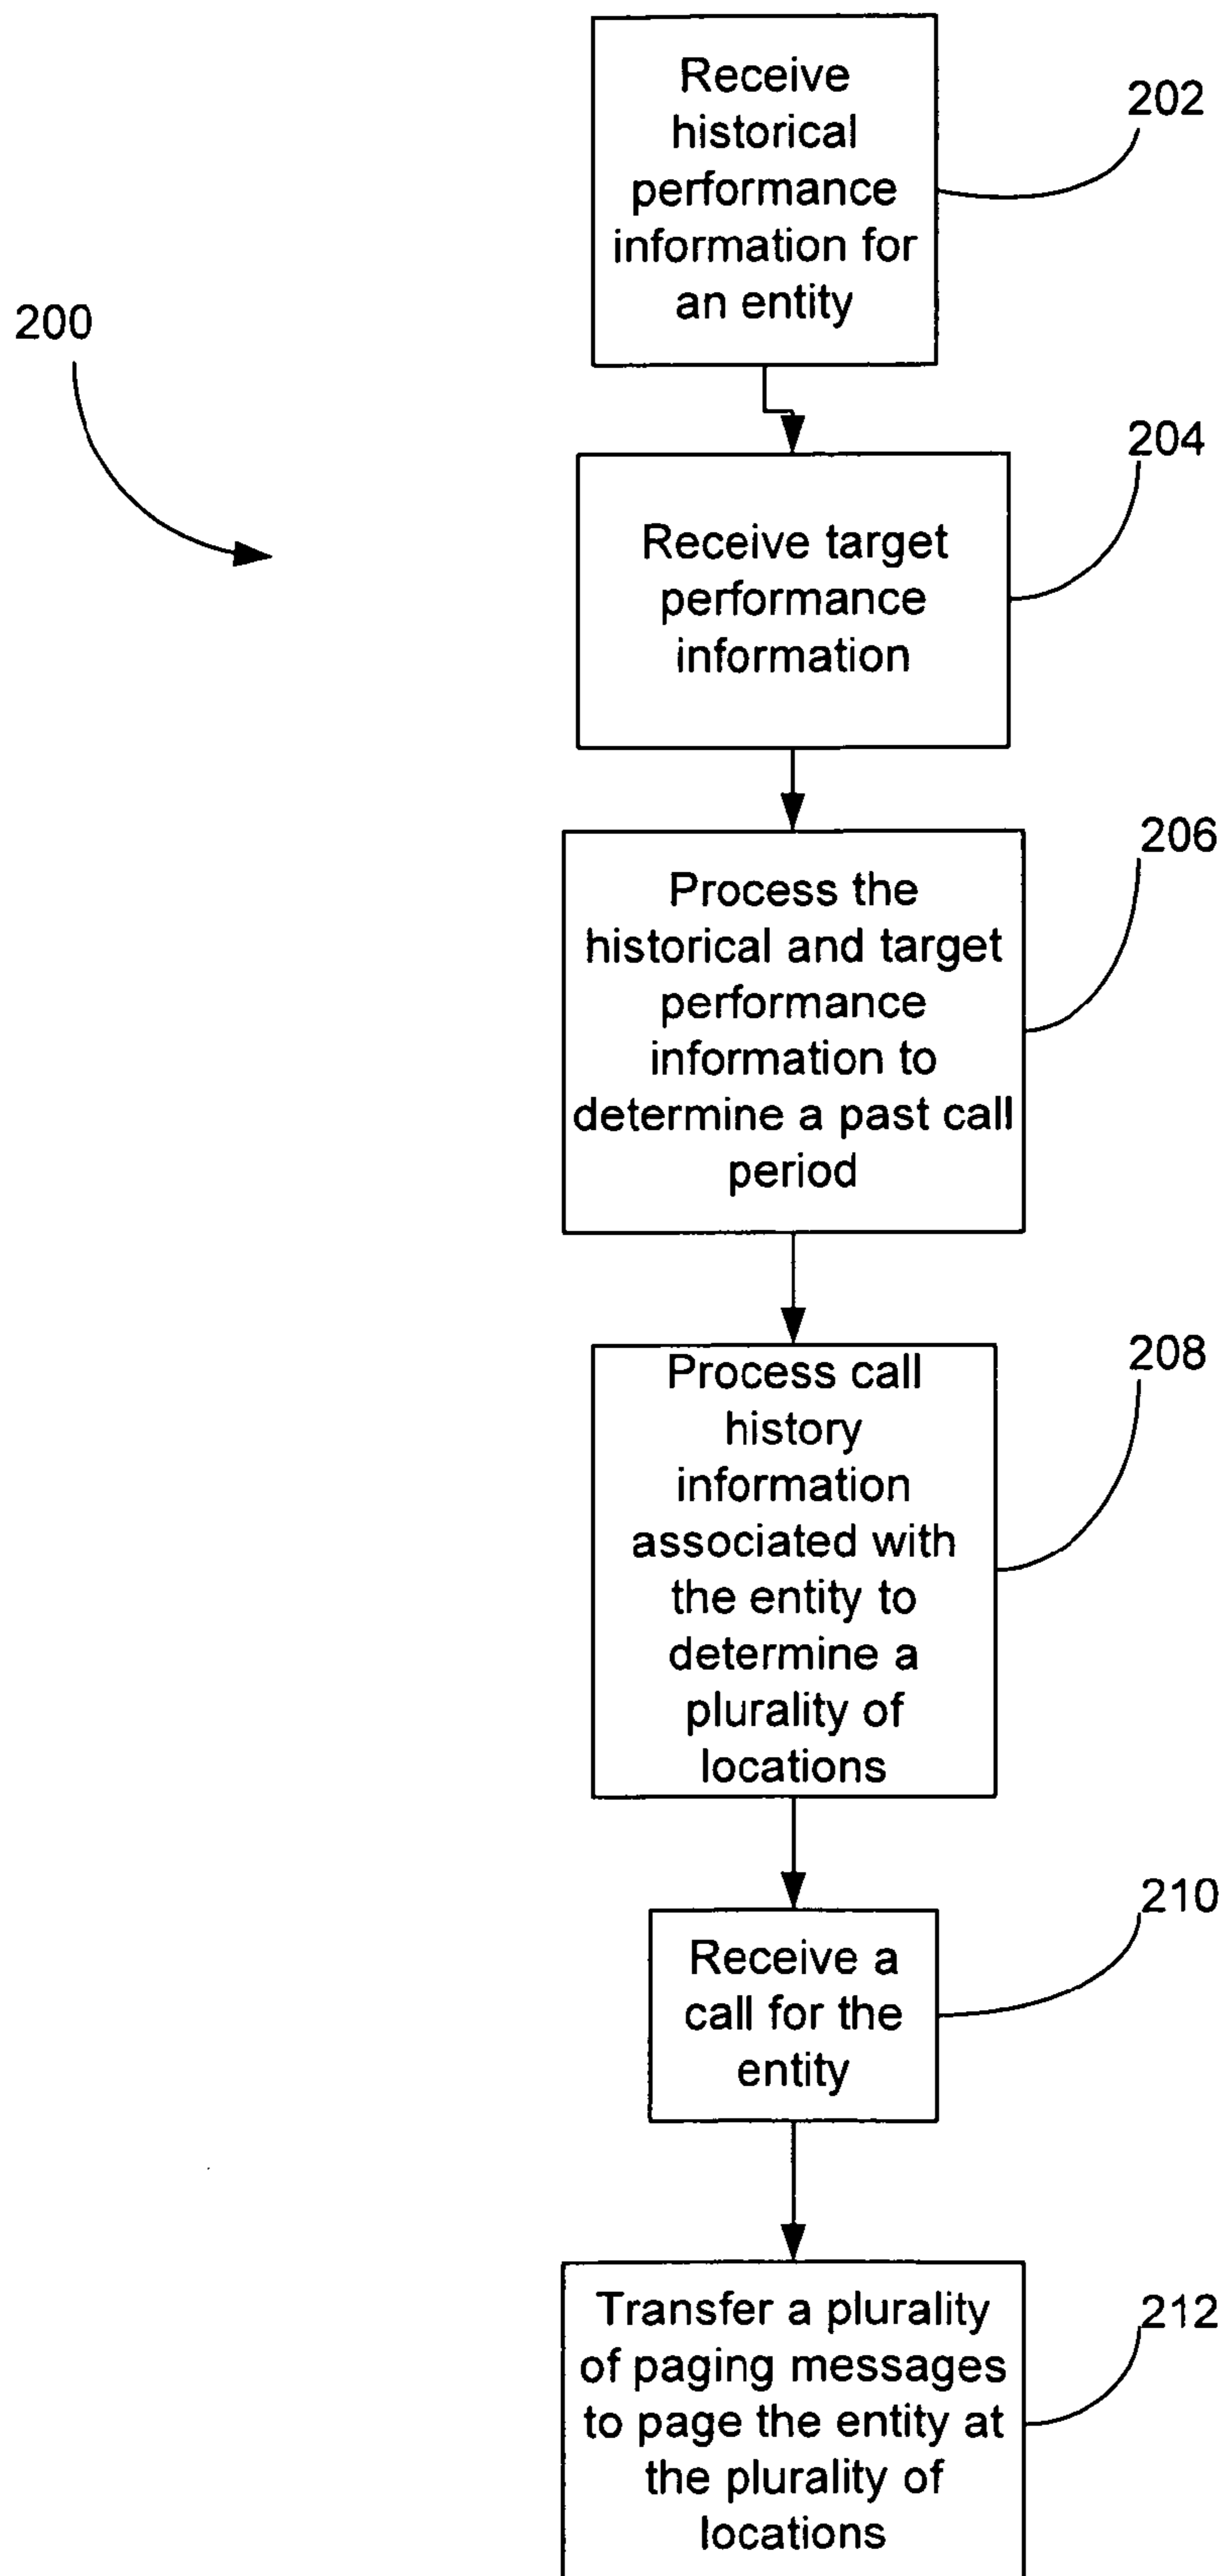 Receive
historical
performance
information for
an entity
202
200
204
Receive target
performance
information
206
Process the
historical and target
performance
information to
determine a past call
period
208
Process call
history
information
associated with
the entity to
determine a
plurality of
locations
210
Receive a
call for the
entity
212
Transfer a plurality
of paging messages
to page the entity at
the plurality of
locations